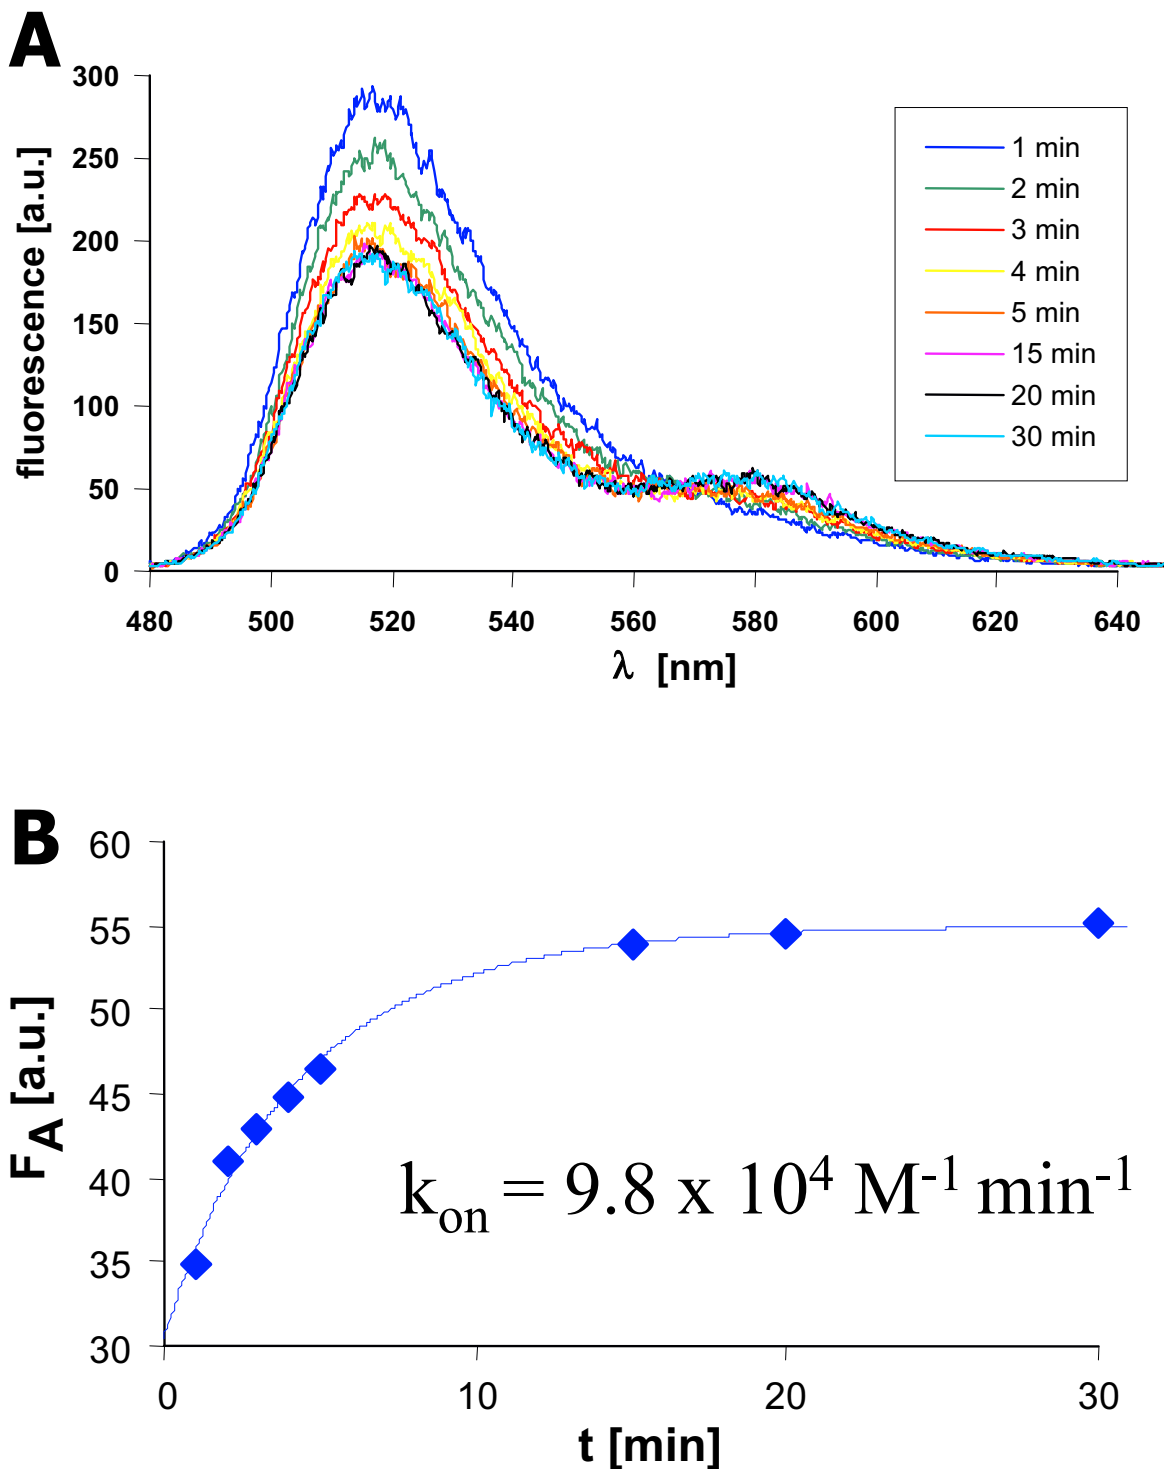 A
fluorescence [a.u.]
300
250
200
150
100
50
0
480 500 520 540 560 580 600 620 640
λ [nm]
1 min
2 min
3 min
4 min
5 min
15 min
20 min
30 min
B
F_A [a.u.]
60
55
50
45
40
35
30
k_on = 9.8 x 10⁴ M⁻¹ min⁻¹
0 10 20 30
t [min]